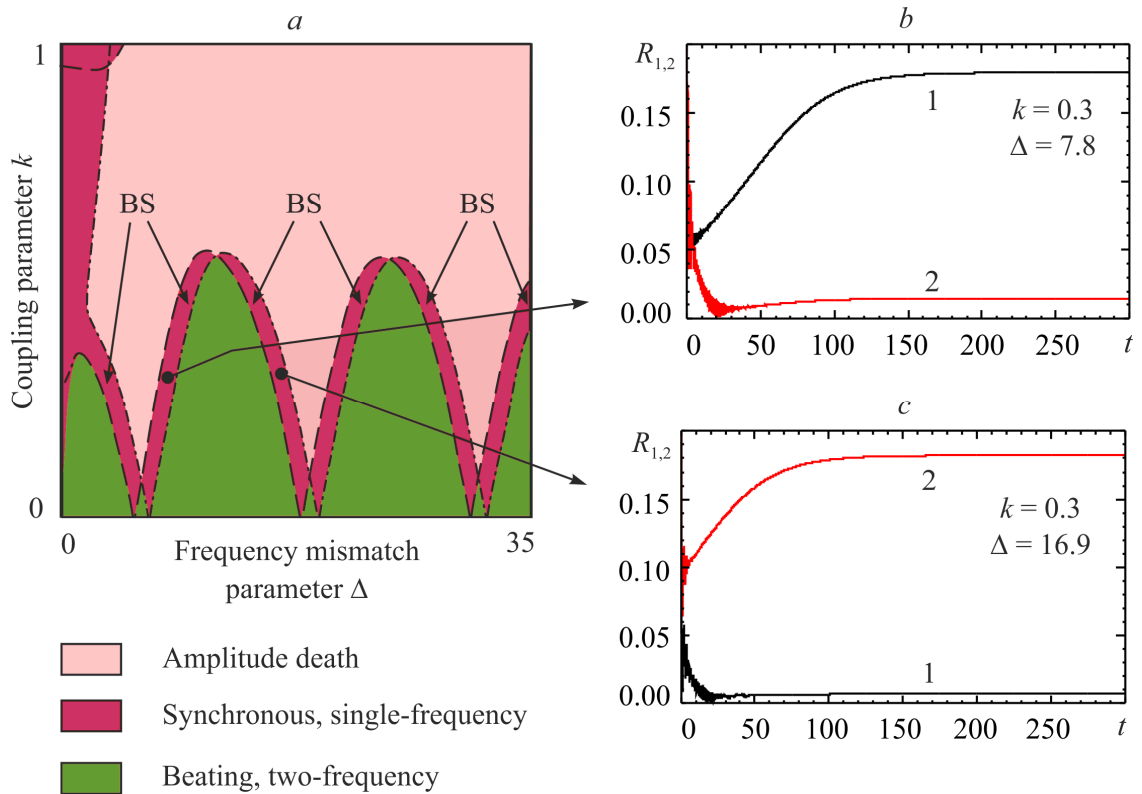 a
1
Coupling parameter k
BS
BS
BS
0
0
35
Frequency mismatch
parameter Δ
Amplitude death
Synchronous, single-frequency
Beating, two-frequency
b
R1,2
0.15
0.10
0.05
0.00
1
k = 0.3
Δ = 7.8
2
0
50
100
150
200
250
t
c
R1,2
0.15
0.10
0.05
0.00
2
k = 0.3
Δ = 16.9
1
0
50
100
150
200
250
t